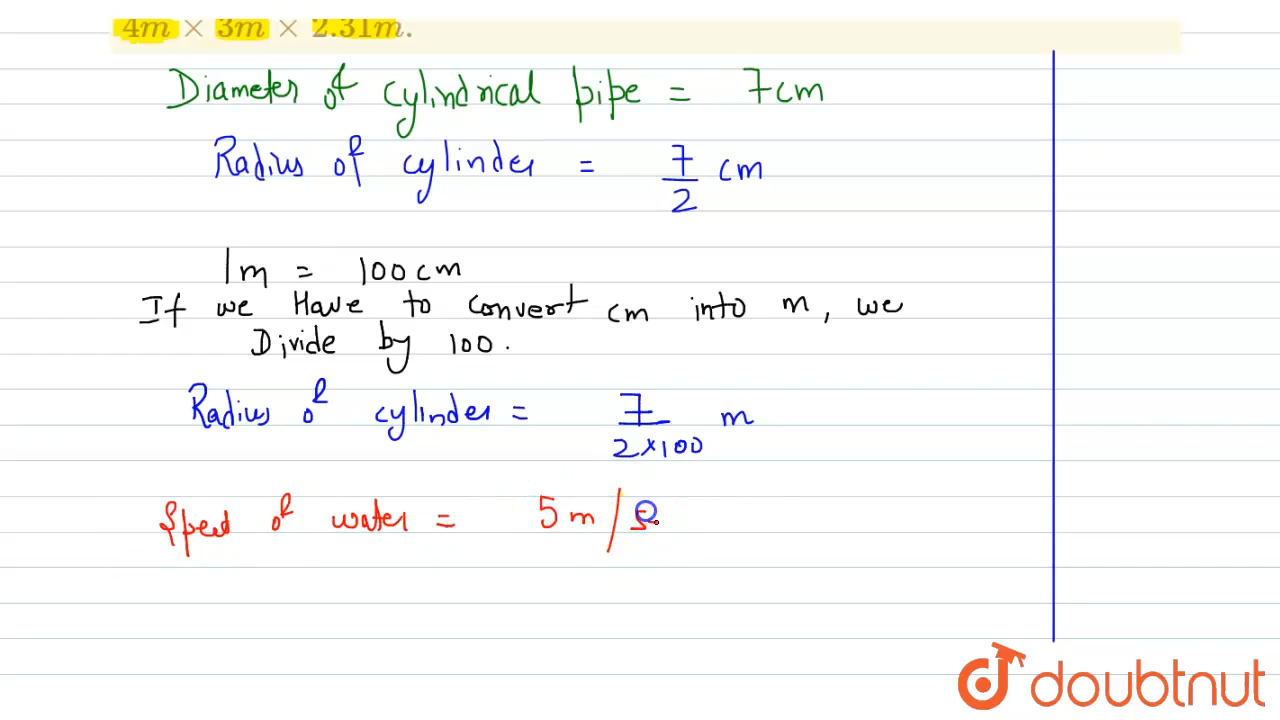 4m × 3m × 2.31m.
Diameter of cylindrical pipe = 7cm
Radius of cylinder = 7/2 cm
1m = 100cm
If we Have to convert cm into m, we
Divide by 100.
Radius of cylinder = 7/2×100 m
Speed of water = 5m/s
doubtnut